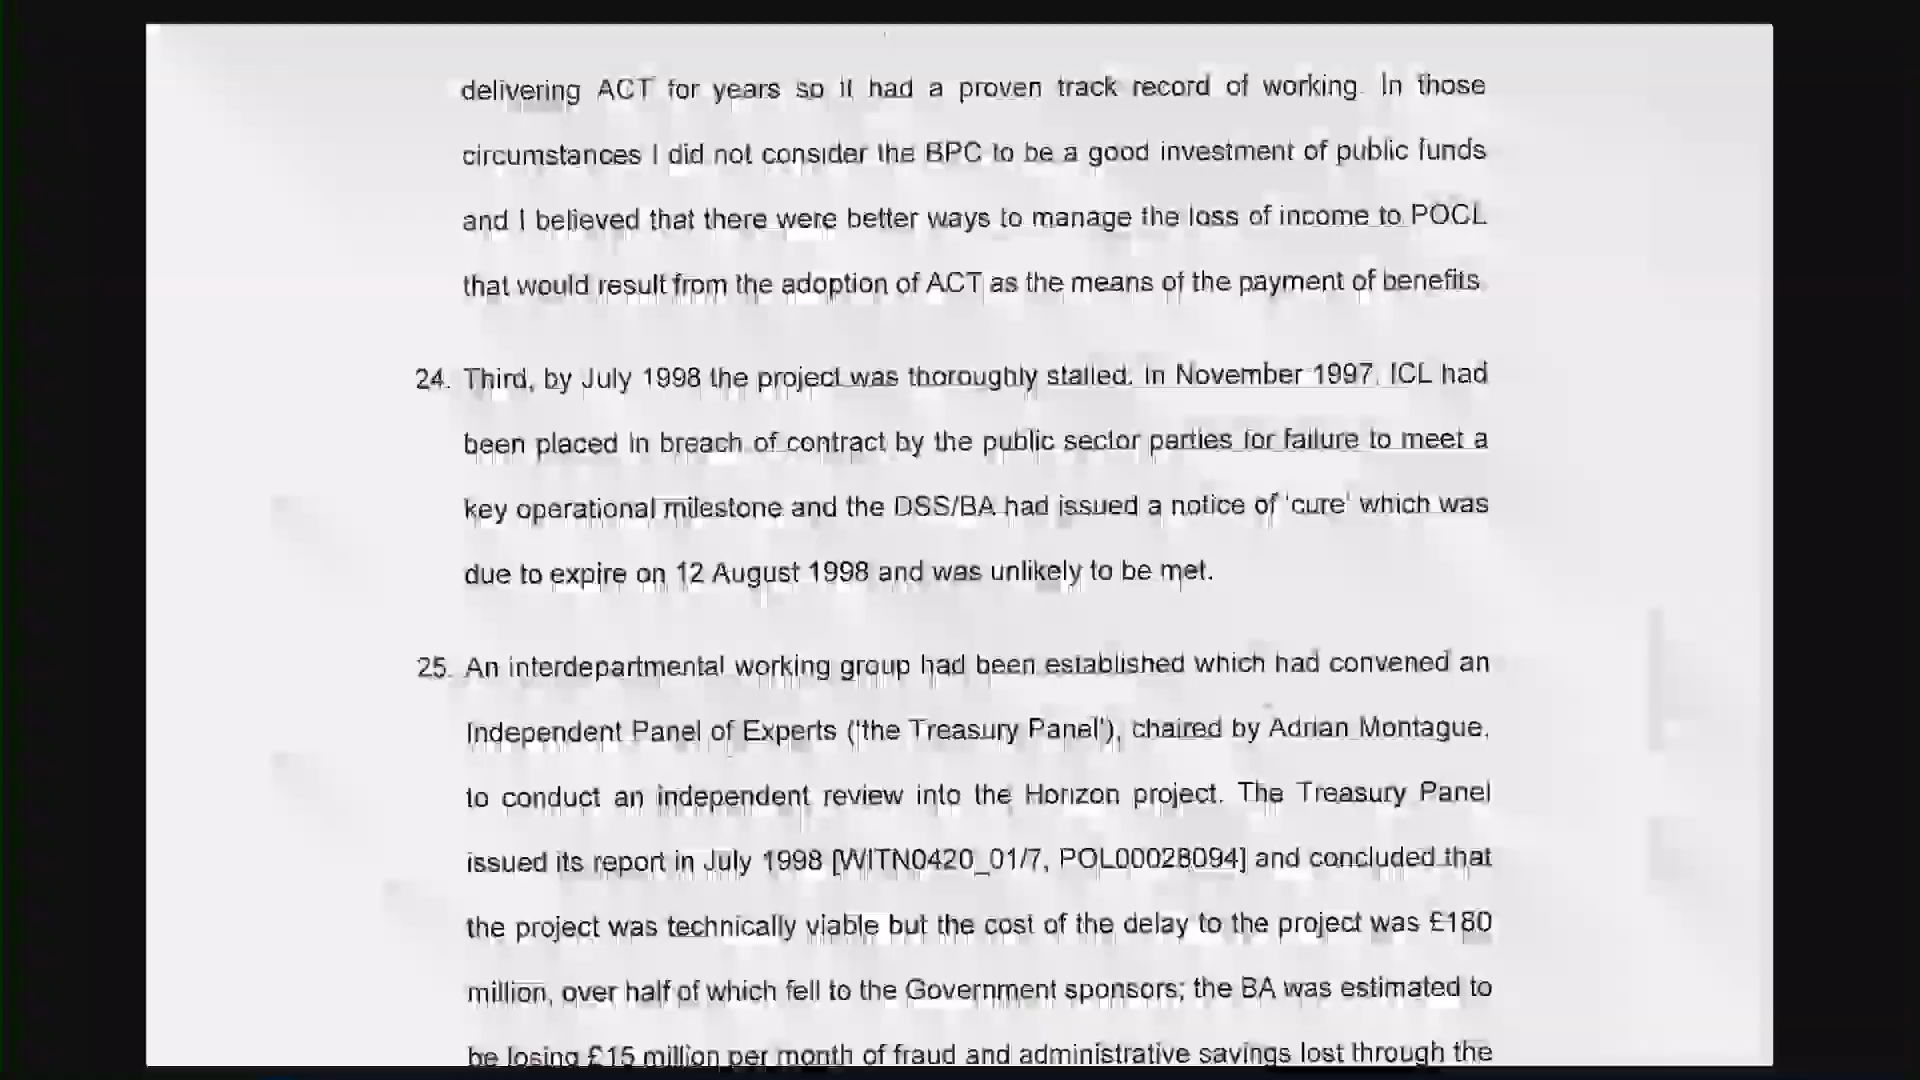 delivering ACT for years so it had a proven track record of working. In those
circumstances I did not consider the BPC to be a good investment of public funds
and I believed that there were better ways to manage the loss of income to POCL
that would result from the adoption of ACT as the means of the payment of benefits.
24. Third, by July 1998 the project was thoroughly stalled. In November 1997, ICL had
been placed in breach of contract by the public sector parties for failure to meet a
key operational milestone and the DSS/BA had issued a notice of 'cure' which was
due to expire on 12 August 1998 and was unlikely to be met.
25. An interdepartmental working group had been established which had convened an
Independent Panel of Experts ('the Treasury Panel'), chaired by Adrian Montague,
to conduct an independent review into the Horizon project. The Treasury Panel
issued its report in July 1998 [WITN0420_01/7, POL00028094] and concluded that
the project was technically viable but the cost of the delay to the project was £180
million, over half of which fell to the Government sponsors; the BA was estimated to
be losing £15 million per month of fraud and administrative savings lost through the